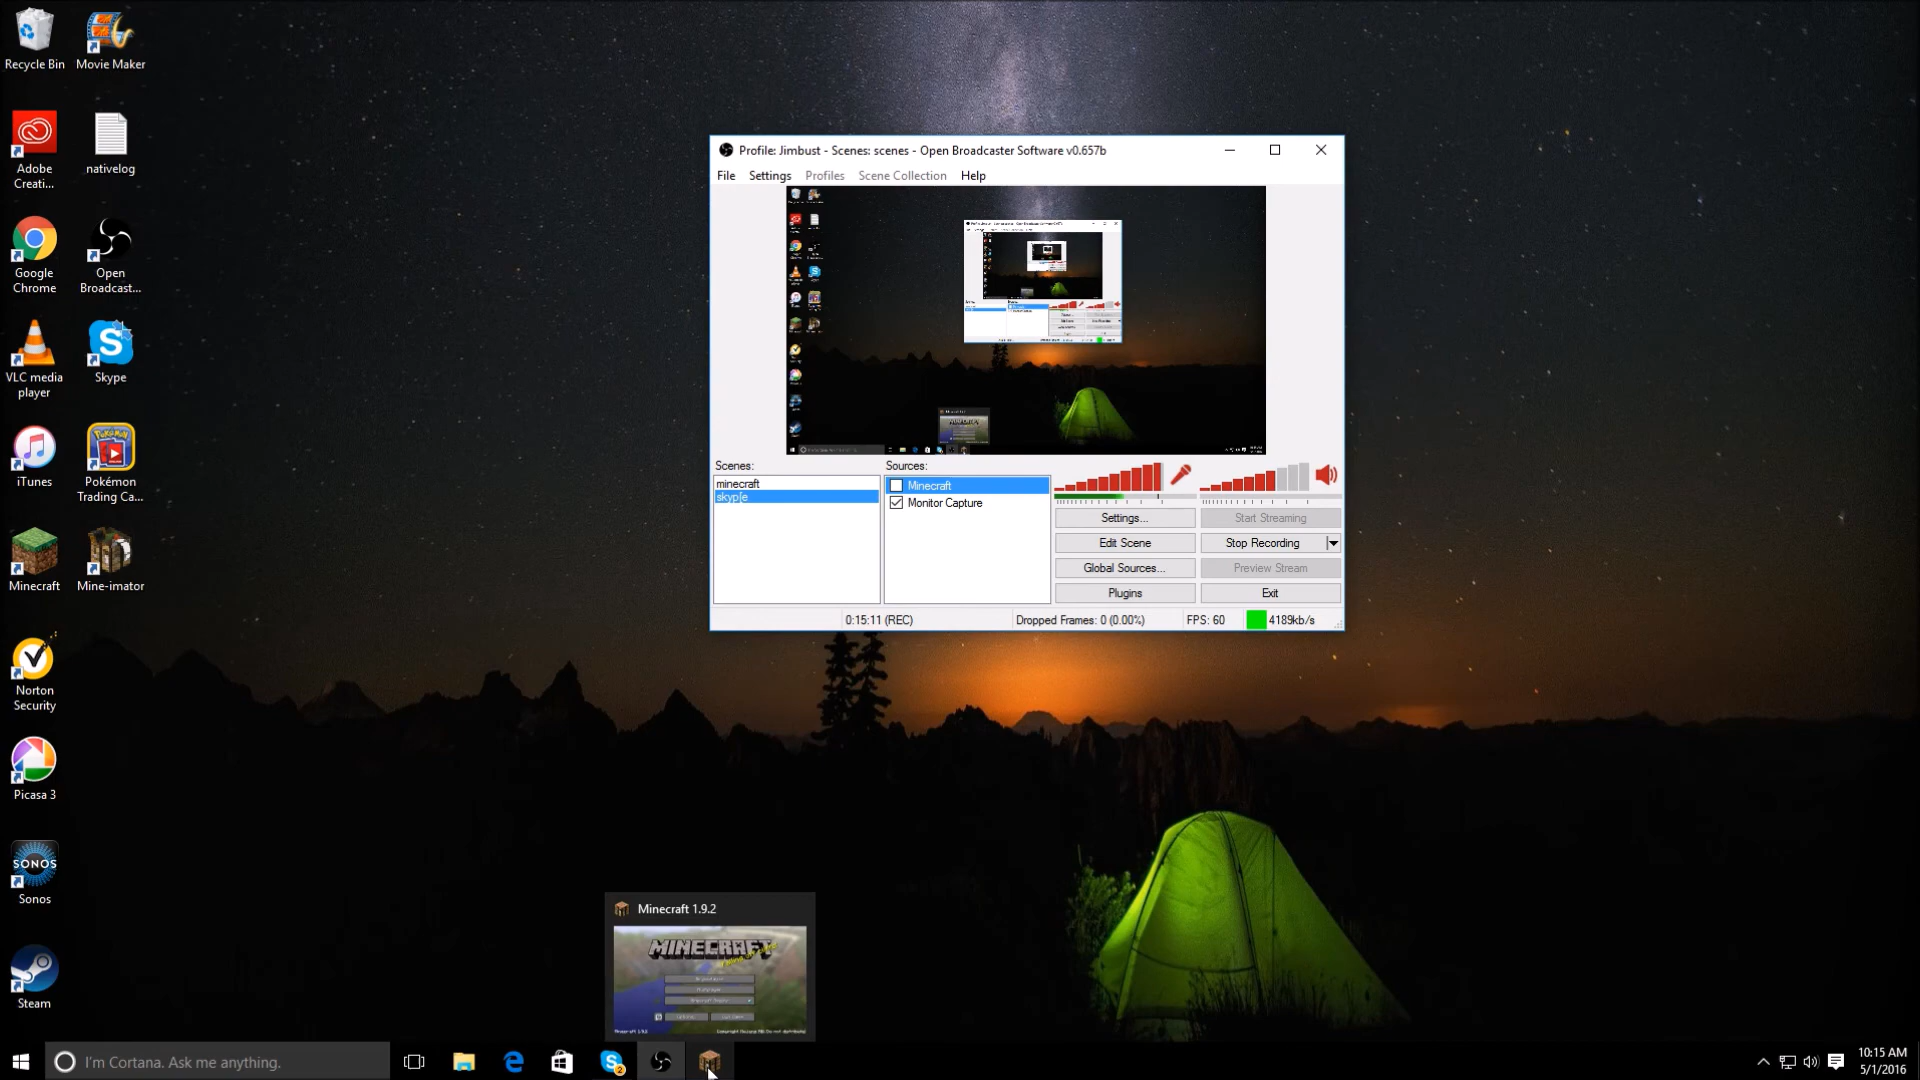 Recycle Bin
Movie Maker
Adobe
Creati...
nativelog
Google
Chrome
Open
Broadcast...
VLC media
player
Skype
iTunes
Pokémon
Trading Ca...
Minecraft
Mine-imator
Norton
Security
Picasa 3
SONOS
Sonos
Steam
Profile: Jimbust - Scenes: scenes - Open Broadcaster Software v0.657b
File Settings Profiles Scene Collection Help
Scenes:
minecraft
skyp[e
Sources:
Minecraft
Monitor Capture
Settings...
Start Streaming
Edit Scene
Stop Recording
Global Sources...
Preview Stream
Plugins
Exit
0:15:11 (REC)
Dropped Frames: 0 (0.00%)
FPS: 60
4189kb/s
Minecraft 1.9.2
MINECRAFT
I'm Cortana. Ask me anything.
2
10:15 AM
5/1/2016